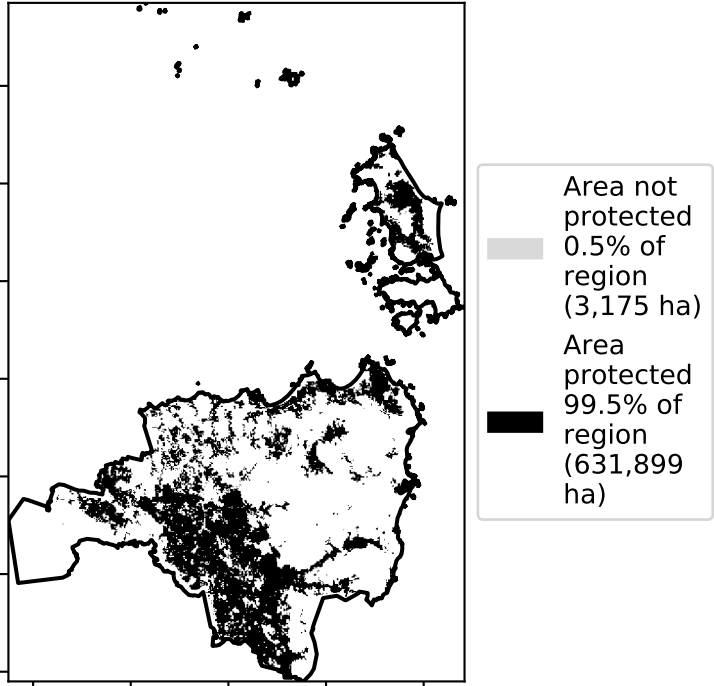 Area not
protected
0.5% of
region
(3,175 ha)
Area
protected
99.5% of
region
(631,899
ha)